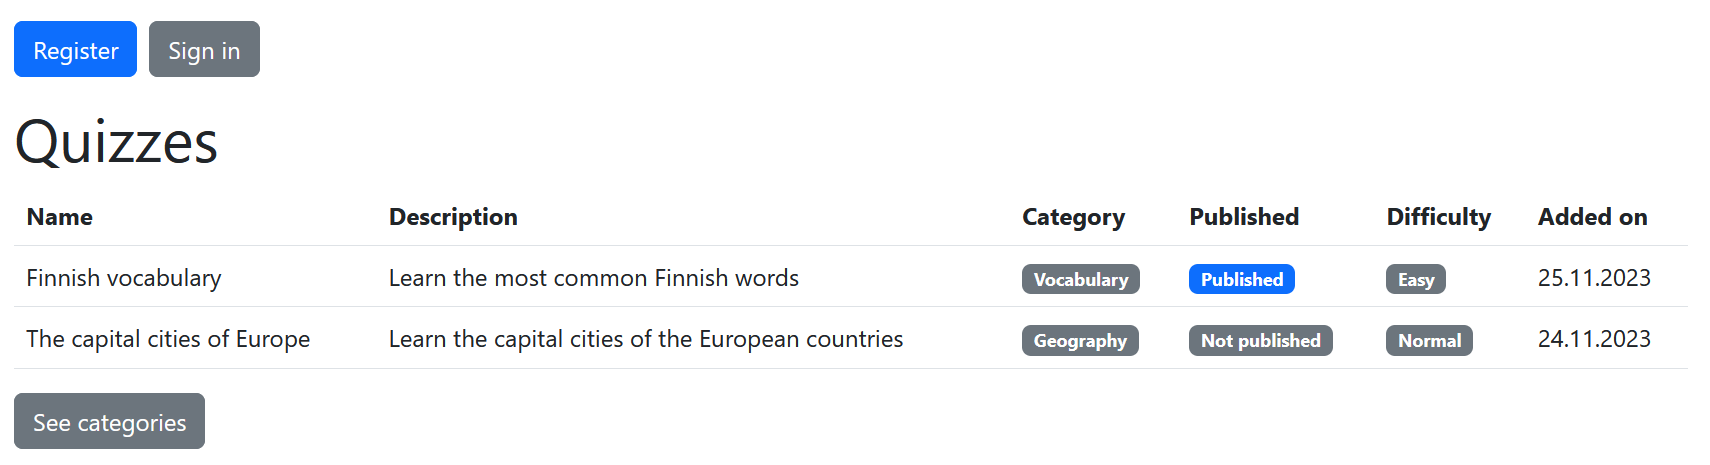 Register Sign in
Quizzes
Name Description Category Published Difficulty Added on
Finnish vocabulary Learn the most common Finnish words Vocabulary Published Easy 25.11.2023
The capital cities of Europe Learn the capital cities of the European countries Geography Not published Normal 24.11.2023
See categories